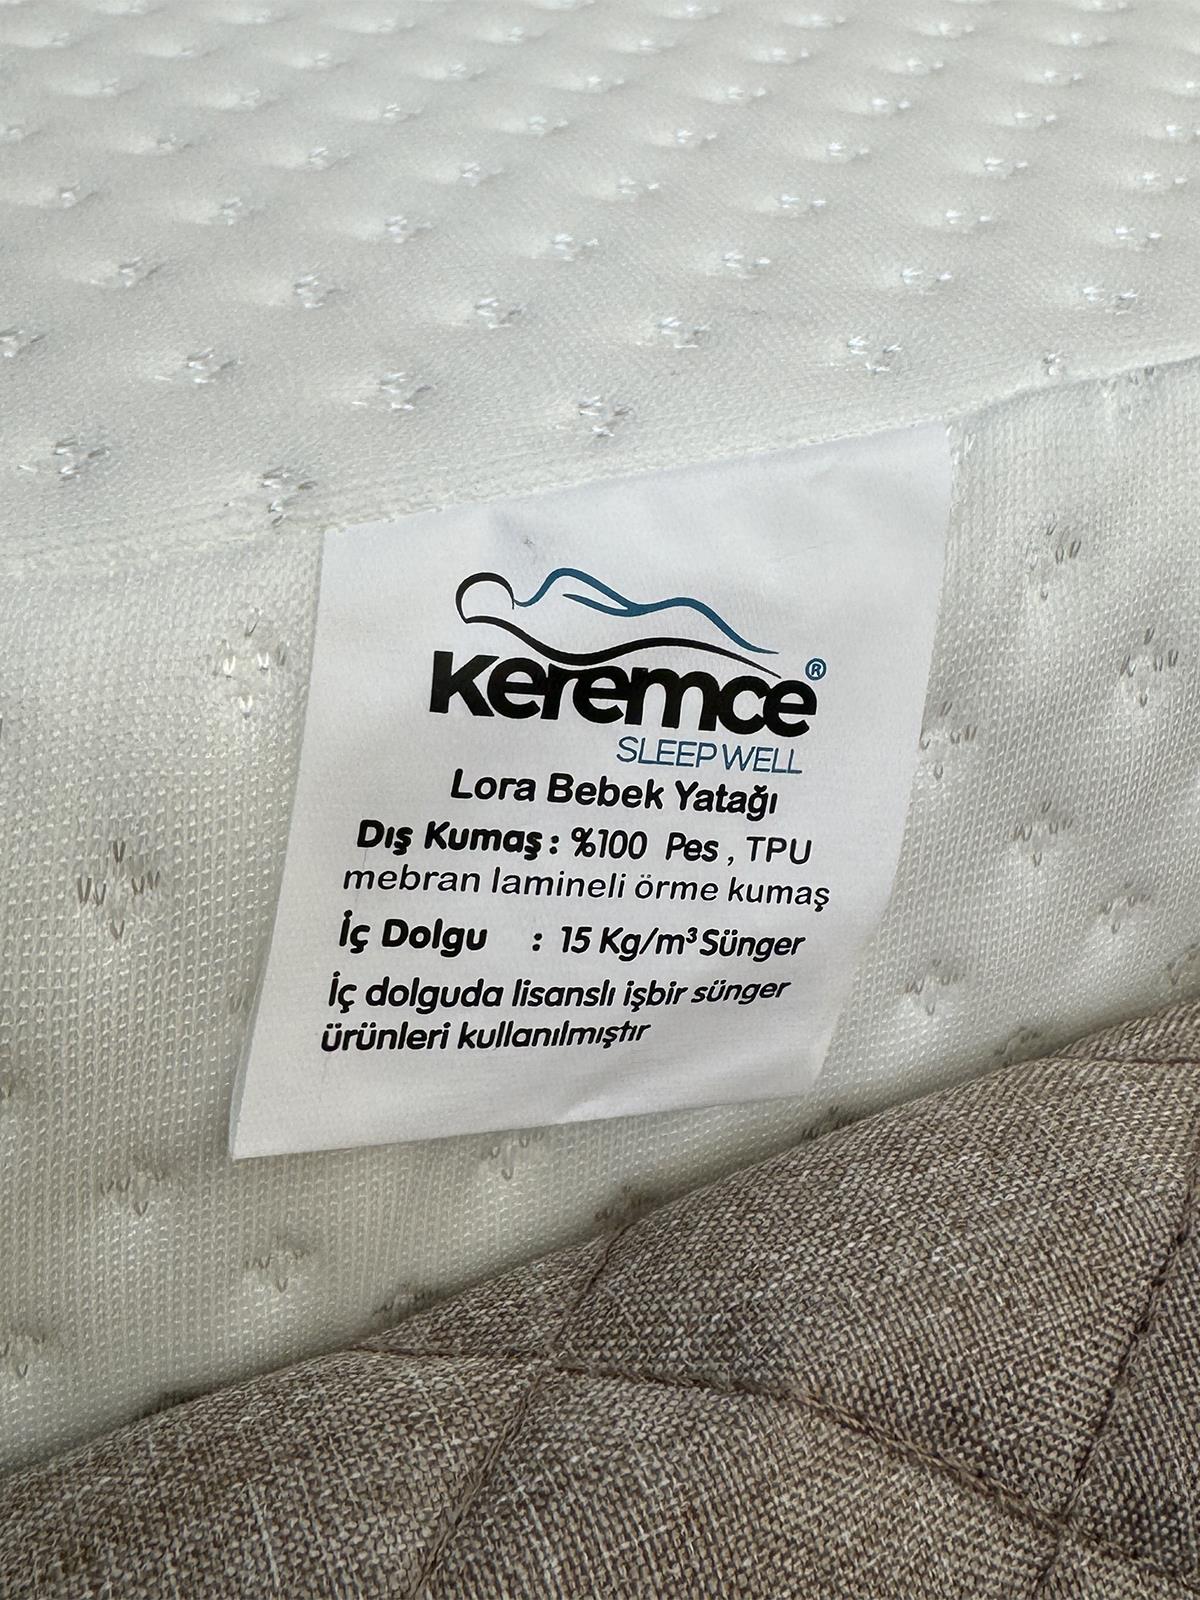 Keremce®
SLEEP WELL
Lora Bebek Yatağı
Dış Kumaş : %100 Pes , TPU
mebran lamineli örme kumaş
İç Dolgu : 15 Kg/m³ Sünger
İç dolguda lisanslı işbir sünger
ürünleri kullanılmıştır